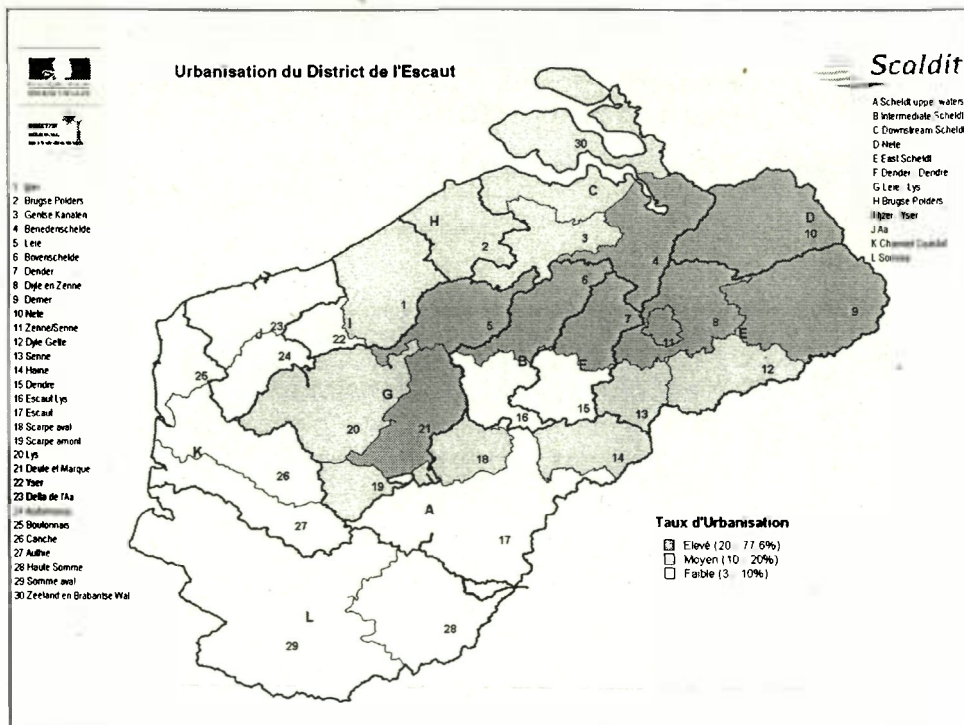 Urbanisation du District de l'Escaut
Scaldit
A Scheldt upper waters
B Intermediate Scheldt
C Downstream Scheldt
D Nete
E East Scheldt
F Dender Dendre
G Leie Lys
H Brugse Polders
I Ijzer Yser
J Aa
K
L
1
2 Brugse Polders
3 Gentse Kanalen
4 Benedenschelde
5 Leie
6 Bovenschelde
7 Dender
8 Dijle en Zenne
9 Demer
10 Nete
11 Zenne/Senne
12 Dyle Gette
13 Senne
14 Haine
15 Dendre
16 Escaut Lys
17 Escaut
18 Scarpe aval
19 Scarpe amont
20 Lys
21 Deule et Marque
22 Yser
23 Delta de l'Aa
24
25 Boulonnais
26 Canche
27 Authie
28 Haute Somme
29 Somme aval
30 Zeeland en Brabantse Wal
30
C
H
D
10
2
3
4
6
1
5
7
8
9
I
J
23
22
E
11
24
B
E
12
25
G
16
15
13
20
21
18
14
K
26
19
A
27
17
L
28
29
Taux d'Urbanisation
Elevé (20 77.6%)
Moyen (10 20%)
Faible (3 10%)